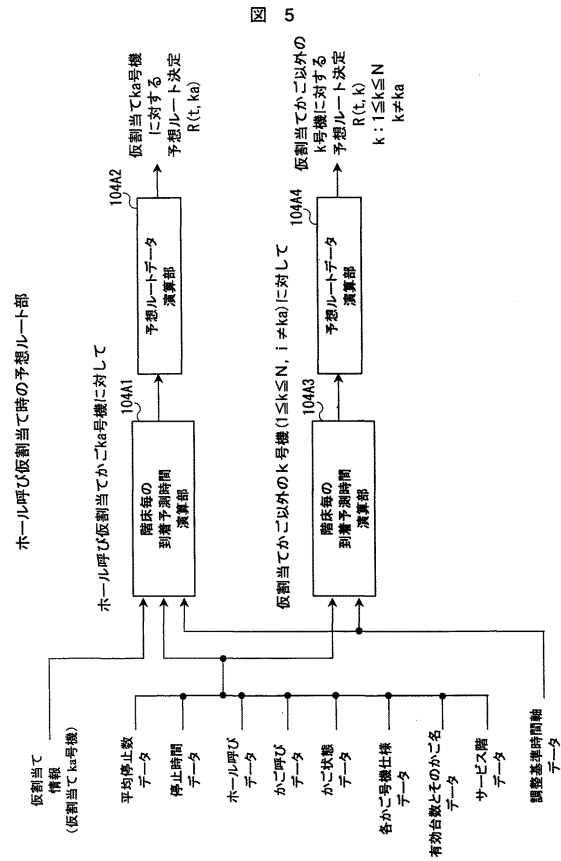 図 5
ホール呼び仮割当て時の予想ルート部
ホール呼び仮割当てかごka号機に対して
仮割当て
情報
(仮割当てka号機)
平均停止数
データ
停止時間
データ
ホール呼び
データ
かご呼び
データ
かご状態
データ
各かご号機仕様
データ
有効台数とそのかご名
データ
サービス階
データ
調整基準時間軸
データ
104A1
階床毎の
到着予測時間
演算部
104A2
予想ルートデータ
演算部
仮割当てka号機
に対する
予想ルート決定
R(t, ka)
仮割当てかご以外のk号機(1≦k≦N, i≠ka)に対して
104A3
階床毎の
到着予測時間
演算部
104A4
予想ルートデータ
演算部
仮割当てかご以外の
k号機に対する
予想ルート決定
R(t, k)
k:1≦k≦N
k≠ka